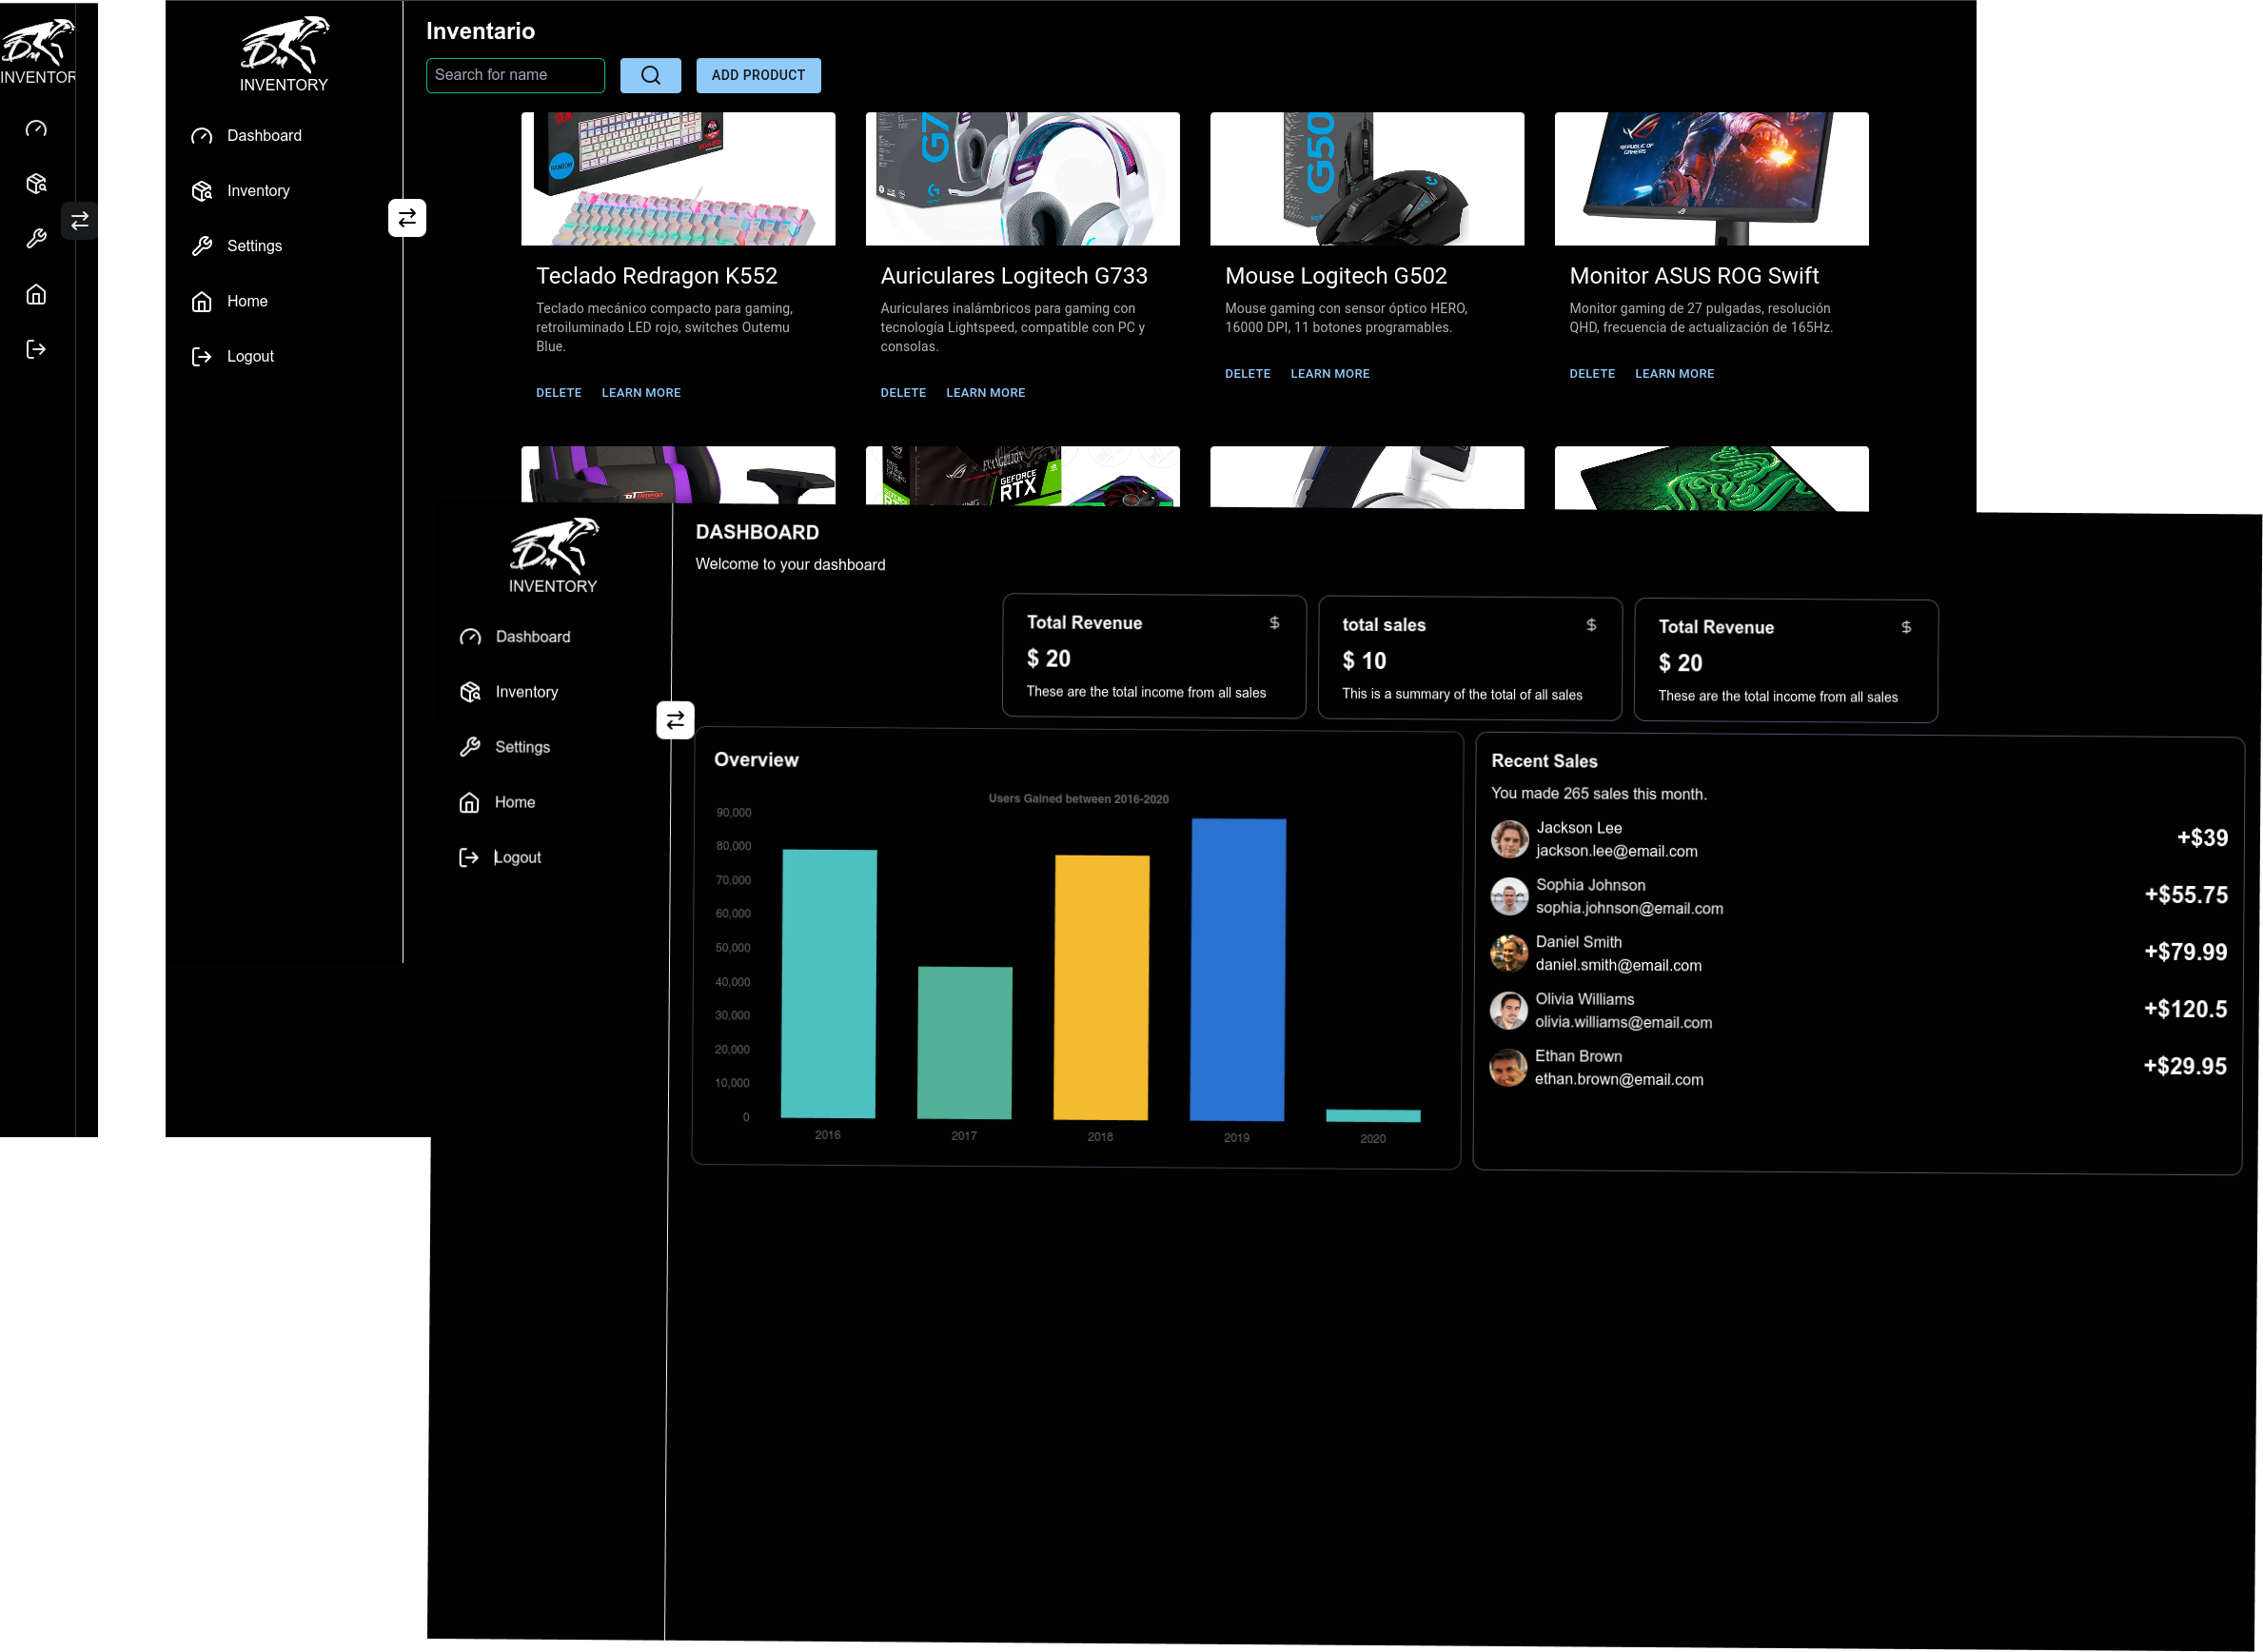 INVENTOR
INVENTORY
Dashboard
Inventory
Settings
Home
Logout
Inventario
Search for name
ADD PRODUCT
RAINBOW
G7
G50
REPUBLIC OF
GAMERS
Teclado Redragon K552
Teclado mecánico compacto para gaming,
retroiluminado LED rojo, switches Outemu
Blue.
DELETE LEARN MORE
Auriculares Logitech G733
Auriculares inalámbricos para gaming con
tecnología Lightspeed, compatible con PC y
consolas.
DELETE LEARN MORE
Mouse Logitech G502
Mouse gaming con sensor óptico HERO,
16000 DPI, 11 botones programables.
DELETE LEARN MORE
Monitor ASUS ROG Swift
Monitor gaming de 27 pulgadas, resolución
QHD, frecuencia de actualización de 165Hz.
DELETE LEARN MORE
EVANGELION
GEFORCE
RTX
INVENTORY
Dashboard
Inventory
Settings
Home
Logout
DASHBOARD
Welcome to your dashboard
Total Revenue $
$ 20
These are the total income from all sales
total sales $
$ 10
This is a summary of the total of all sales
Total Revenue $
$ 20
These are the total income from all sales
Overview
Users Gained between 2016-2020
90,000
80,000
70,000
60,000
50,000
40,000
30,000
20,000
10,000
0
2016 2017 2018 2019 2020
Recent Sales
You made 265 sales this month.
Jackson Lee
jackson.lee@email.com
+$39
Sophia Johnson
sophia.johnson@email.com
+$55.75
Daniel Smith
daniel.smith@email.com
+$79.99
Olivia Williams
olivia.williams@email.com
+$120.5
Ethan Brown
ethan.brown@email.com
+$29.95